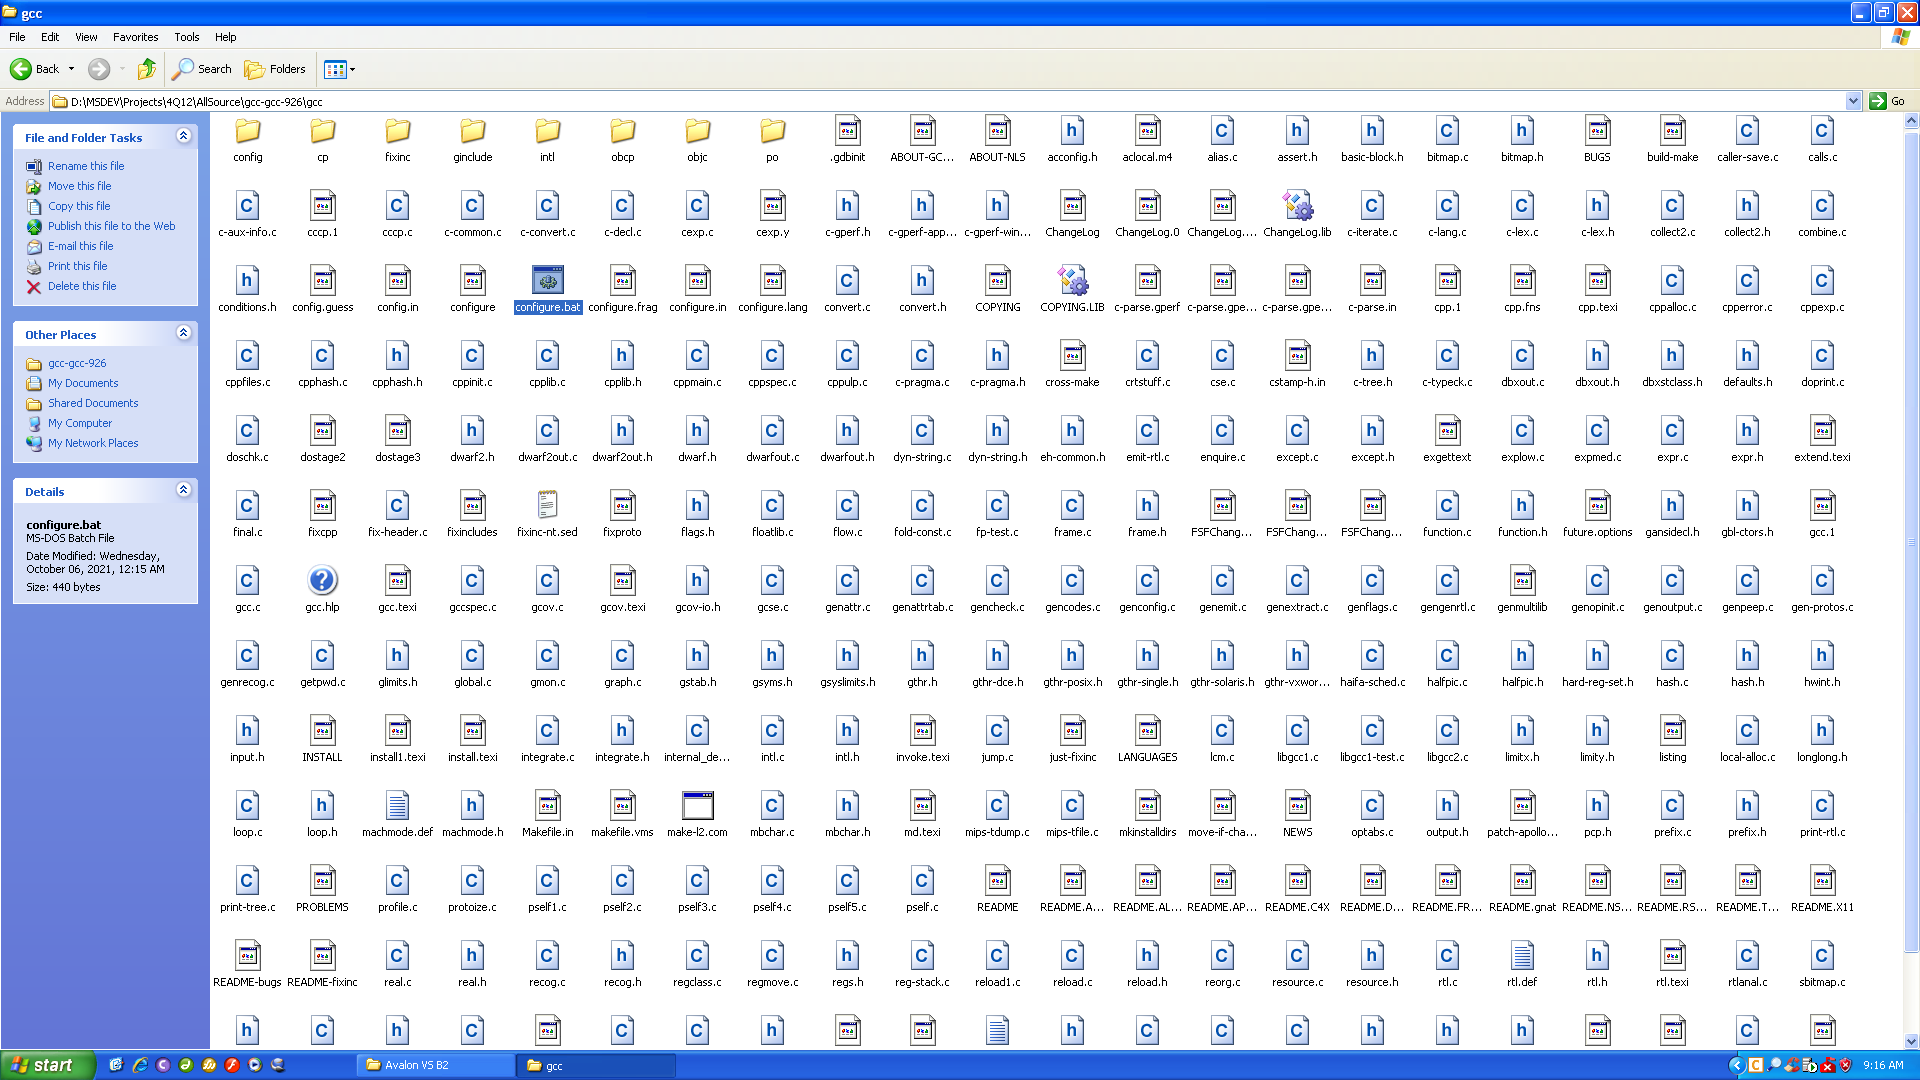 gcc
File Edit View Favorites Tools Help
Back Search Folders
Address D:\MSDEV\Projects\4Q12\AllSource\gcc-gcc-926\gcc Go
File and Folder Tasks
Rename this file
Move this file
Copy this file
Publish this file to the Web
E-mail this file
Print this file
Delete this file
Other Places
gcc-gcc-926
My Documents
Shared Documents
My Computer
My Network Places
Details
configure.bat
MS-DOS Batch File
Date Modified: Wednesday,
October 06, 2021, 12:15 AM
Size: 440 bytes
config cp fixinc ginclude intl obcp objc po .gdbinit ABOUT-GC... ABOUT-NLS acconfig.h aclocal.m4 alias.c assert.h basic-block.h bitmap.c bitmap.h BUGS build-make caller-save.c calls.c
c-aux-info.c cccp.1 cccp.c c-common.c c-convert.c c-decl.c cexp.c cexp.y c-gperf.h c-gperf-app... c-gperf-win... ChangeLog ChangeLog.0 ChangeLog.... ChangeLog.lib c-iterate.c c-lang.c c-lex.c c-lex.h collect2.c collect2.h combine.c
conditions.h config.guess config.in configure configure.bat configure.frag configure.in configure.lang convert.c convert.h COPYING COPYING.LIB c-parse.gperf c-parse.gpe... c-parse.gpe... c-parse.in cpp.1 cpp.fns cpp.texi cppalloc.c cpperror.c cppexp.c
cppfiles.c cpphash.c cpphash.h cppinit.c cpplib.c cpplib.h cppmain.c cppspec.c cppulp.c c-pragma.c c-pragma.h cross-make crtstuff.c cse.c cstamp-h.in c-tree.h c-typeck.c dbxout.c dbxout.h dbxstclass.h defaults.h doprint.c
doschk.c dostage2 dostage3 dwarf2.h dwarf2out.c dwarf2out.h dwarf.h dwarfout.c dwarfout.h dyn-string.c dyn-string.h eh-common.h emit-rtl.c enquire.c except.c except.h exgettext explow.c expmed.c expr.c expr.h extend.texi
final.c fixcpp fix-header.c fixincludes fixinc-nt.sed fixproto flags.h floatlib.c flow.c fold-const.c fp-test.c frame.c frame.h FSFChang... FSFChang... FSFChang... function.c function.h future.options gansidecl.h gbl-ctors.h gcc.1
gcc.c gcc.hlp gcc.texi gccspec.c gcov.c gcov.texi gcov-io.h gcse.c genattr.c genattrtab.c gencheck.c gencodes.c genconfig.c genemit.c genextract.c genflags.c gengenrtl.c genmultilib genopinit.c genoutput.c genpeep.c gen-protos.c
genrecog.c getpwd.c glimits.h global.c gmon.c graph.c gstab.h gsyms.h gsyslimits.h gthr.h gthr-dce.h gthr-posix.h gthr-single.h gthr-solaris.h gthr-vxwor... haifa-sched.c halfpic.c halfpic.h hard-reg-set.h hash.c hash.h hwint.h
input.h INSTALL install1.texi install.texi integrate.c integrate.h internal_de... intl.c intl.h invoke.texi jump.c just-fixinc LANGUAGES lcm.c libgcc1.c libgcc1-test.c libgcc2.c limitx.h limity.h listing local-alloc.c longlong.h
loop.c loop.h machmode.def machmode.h Makefile.in makefile.vms make-l2.com mbchar.c mbchar.h md.texi mips-tdump.c mips-tfile.c mkinstalldirs move-if-cha... NEWS optabs.c output.h patch-apollo... pcp.h prefix.c prefix.h print-rtl.c
print-tree.c PROBLEMS profile.c protoize.c pself1.c pself2.c pself3.c pself4.c pself5.c pself.c README README.A... README.AL... README.AP... README.C4X README.D... README.FR... README.gnat README.NS... README.RS... README.T... README.X11
README-bugs README-fixinc real.c real.h recog.c recog.h regclass.c regmove.c regs.h reg-stack.c reload1.c reload.c reload.h reorg.c resource.c resource.h rtl.c rtl.def rtl.h rtl.texi rtlanal.c sbitmap.c
start Avalon VS B2 gcc 9:16 AM